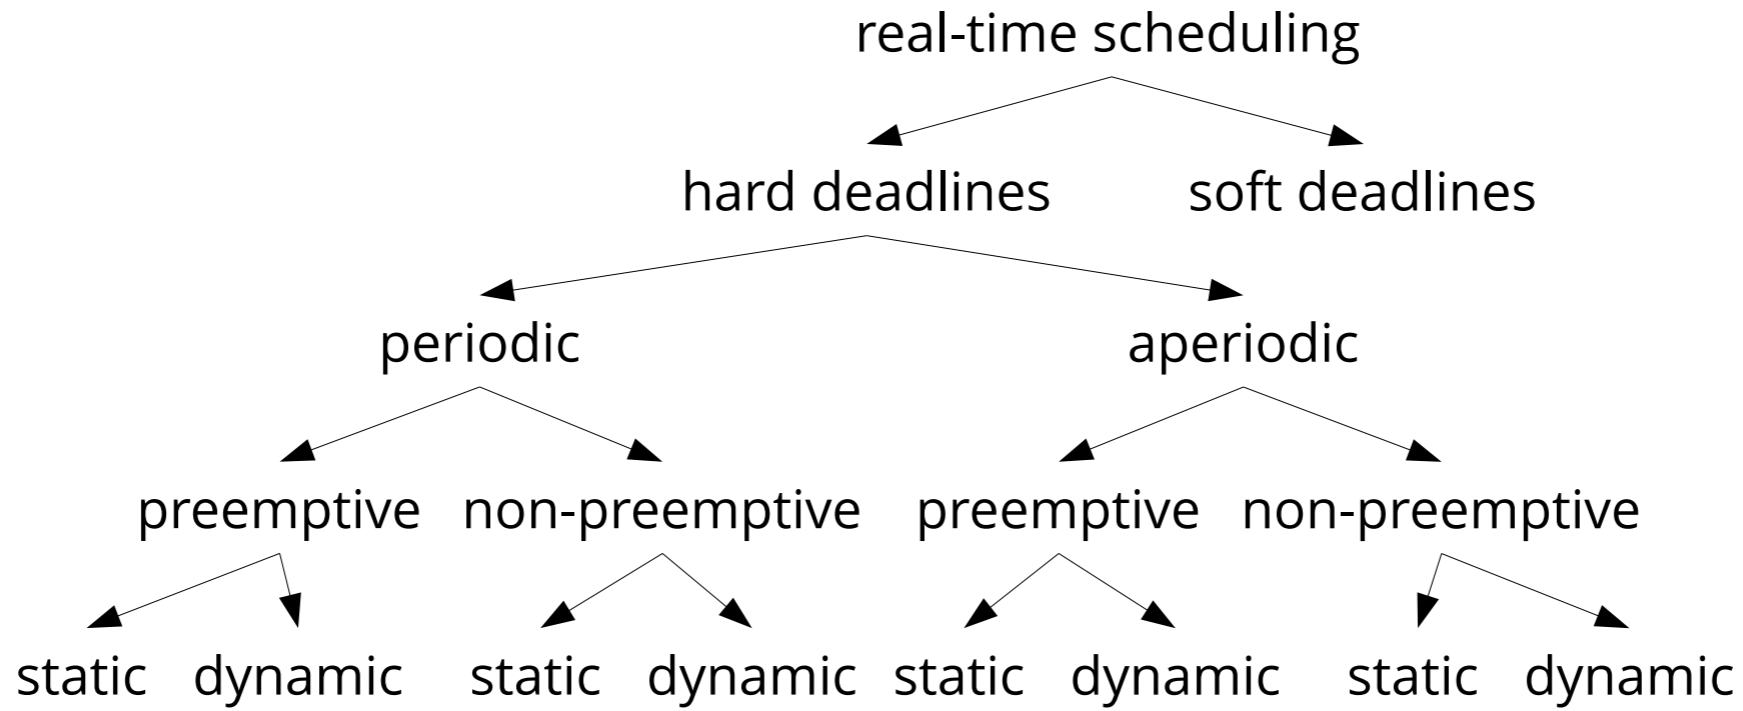 real-time scheduling
hard deadlines soft deadlines
periodic aperiodic
preemptive non-preemptive preemptive non-preemptive
static dynamic static dynamic static dynamic static dynamic